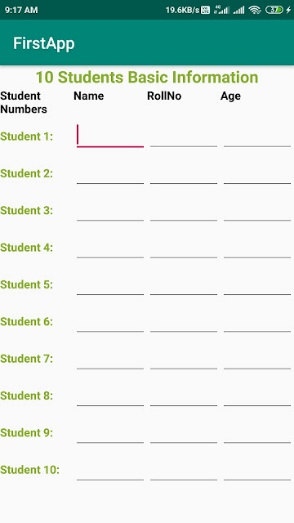 9:17 AM 19.6KB/s 37
FirstApp
10 Students Basic Information
Student Numbers Name RollNo Age
Student 1:
Student 2:
Student 3:
Student 4:
Student 5:
Student 6:
Student 7:
Student 8:
Student 9:
Student 10: